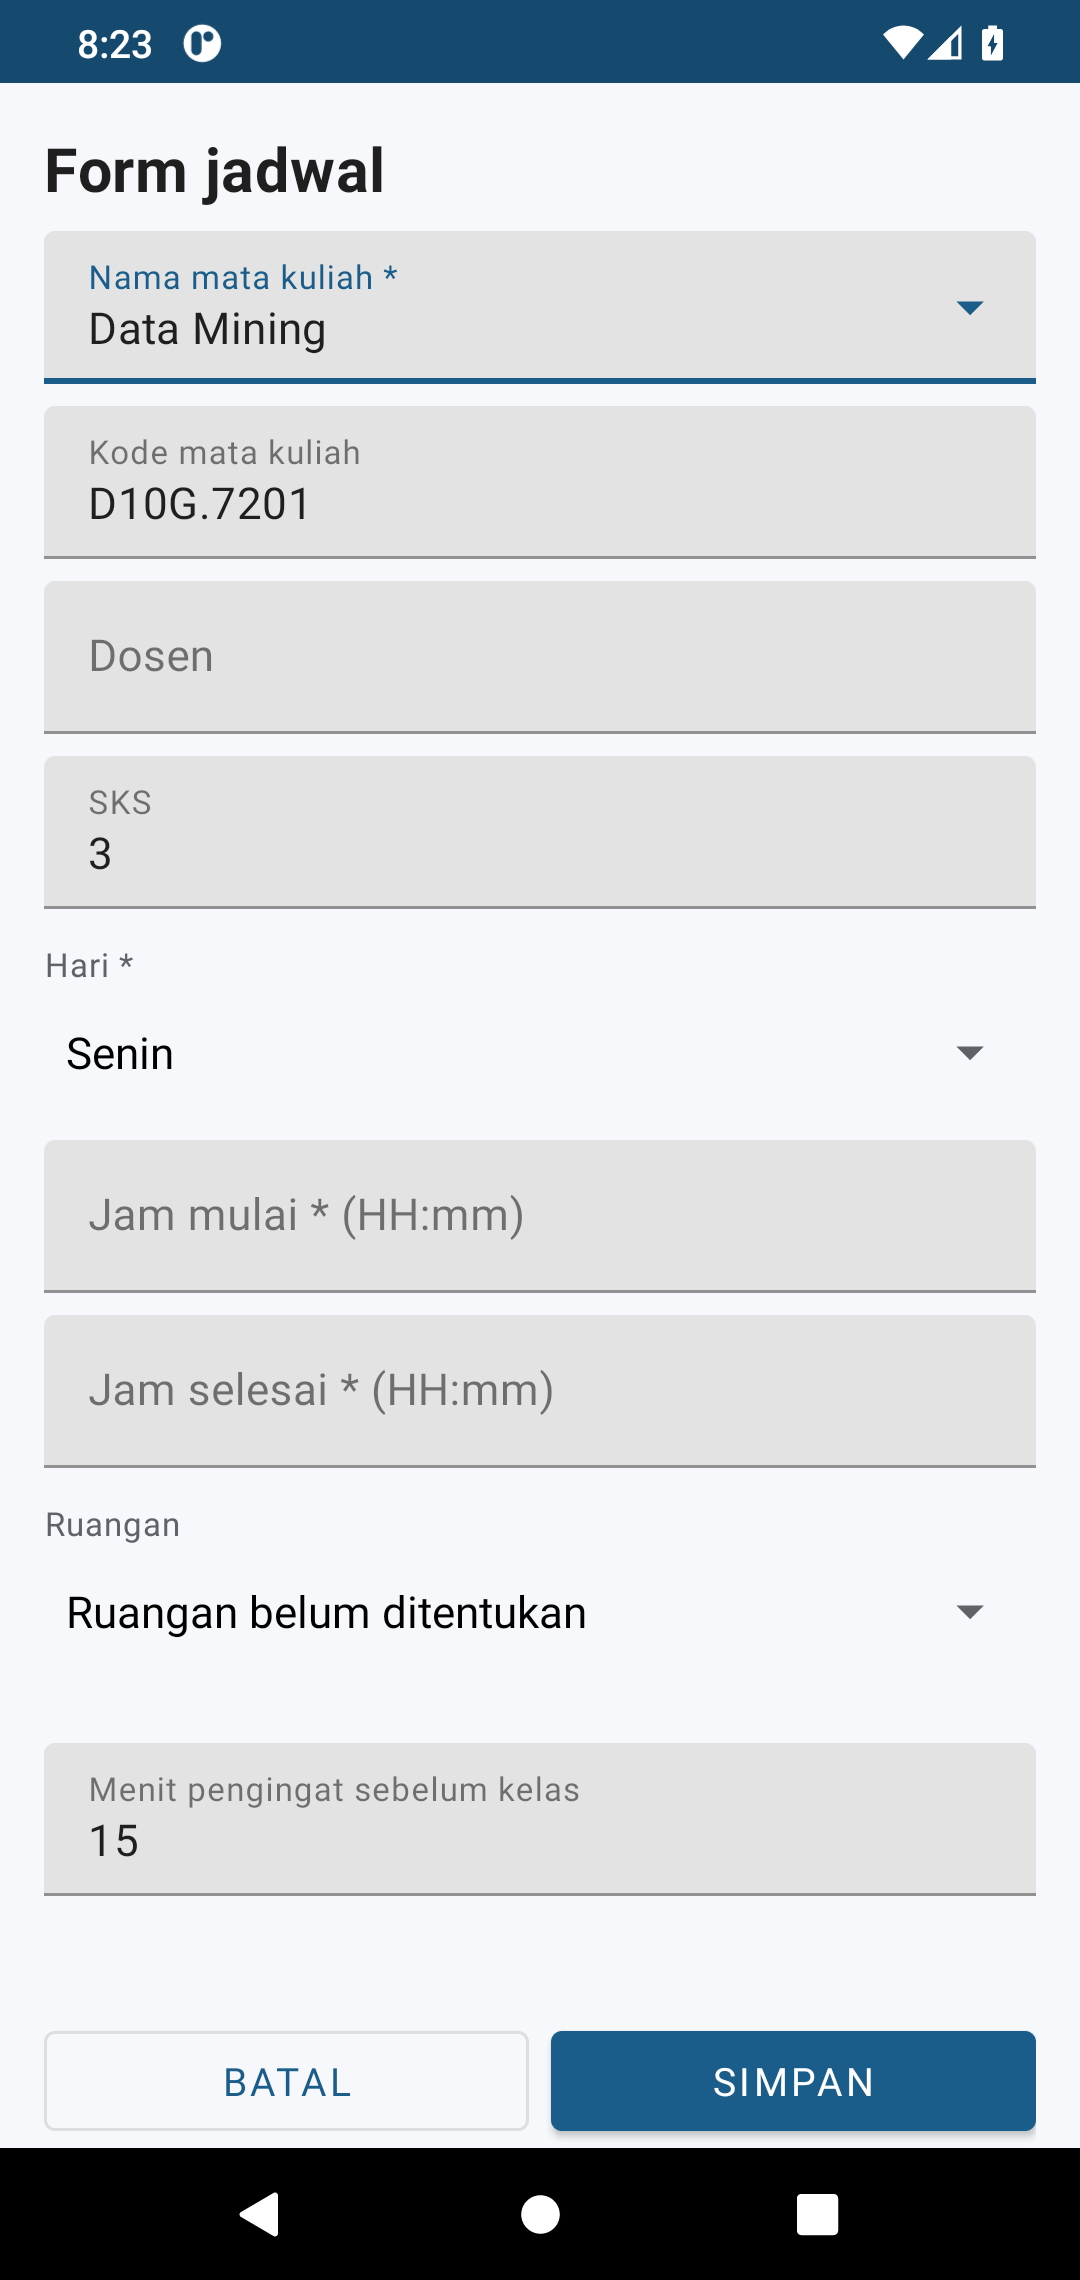 8:23
Form jadwal
Nama mata kuliah *
Data Mining
Kode mata kuliah
D10G.7201
Dosen
SKS
3
Hari *
Senin
Jam mulai * (HH:mm)
Jam selesai * (HH:mm)
Ruangan
Ruangan belum ditentukan
Menit pengingat sebelum kelas
15
BATAL
SIMPAN